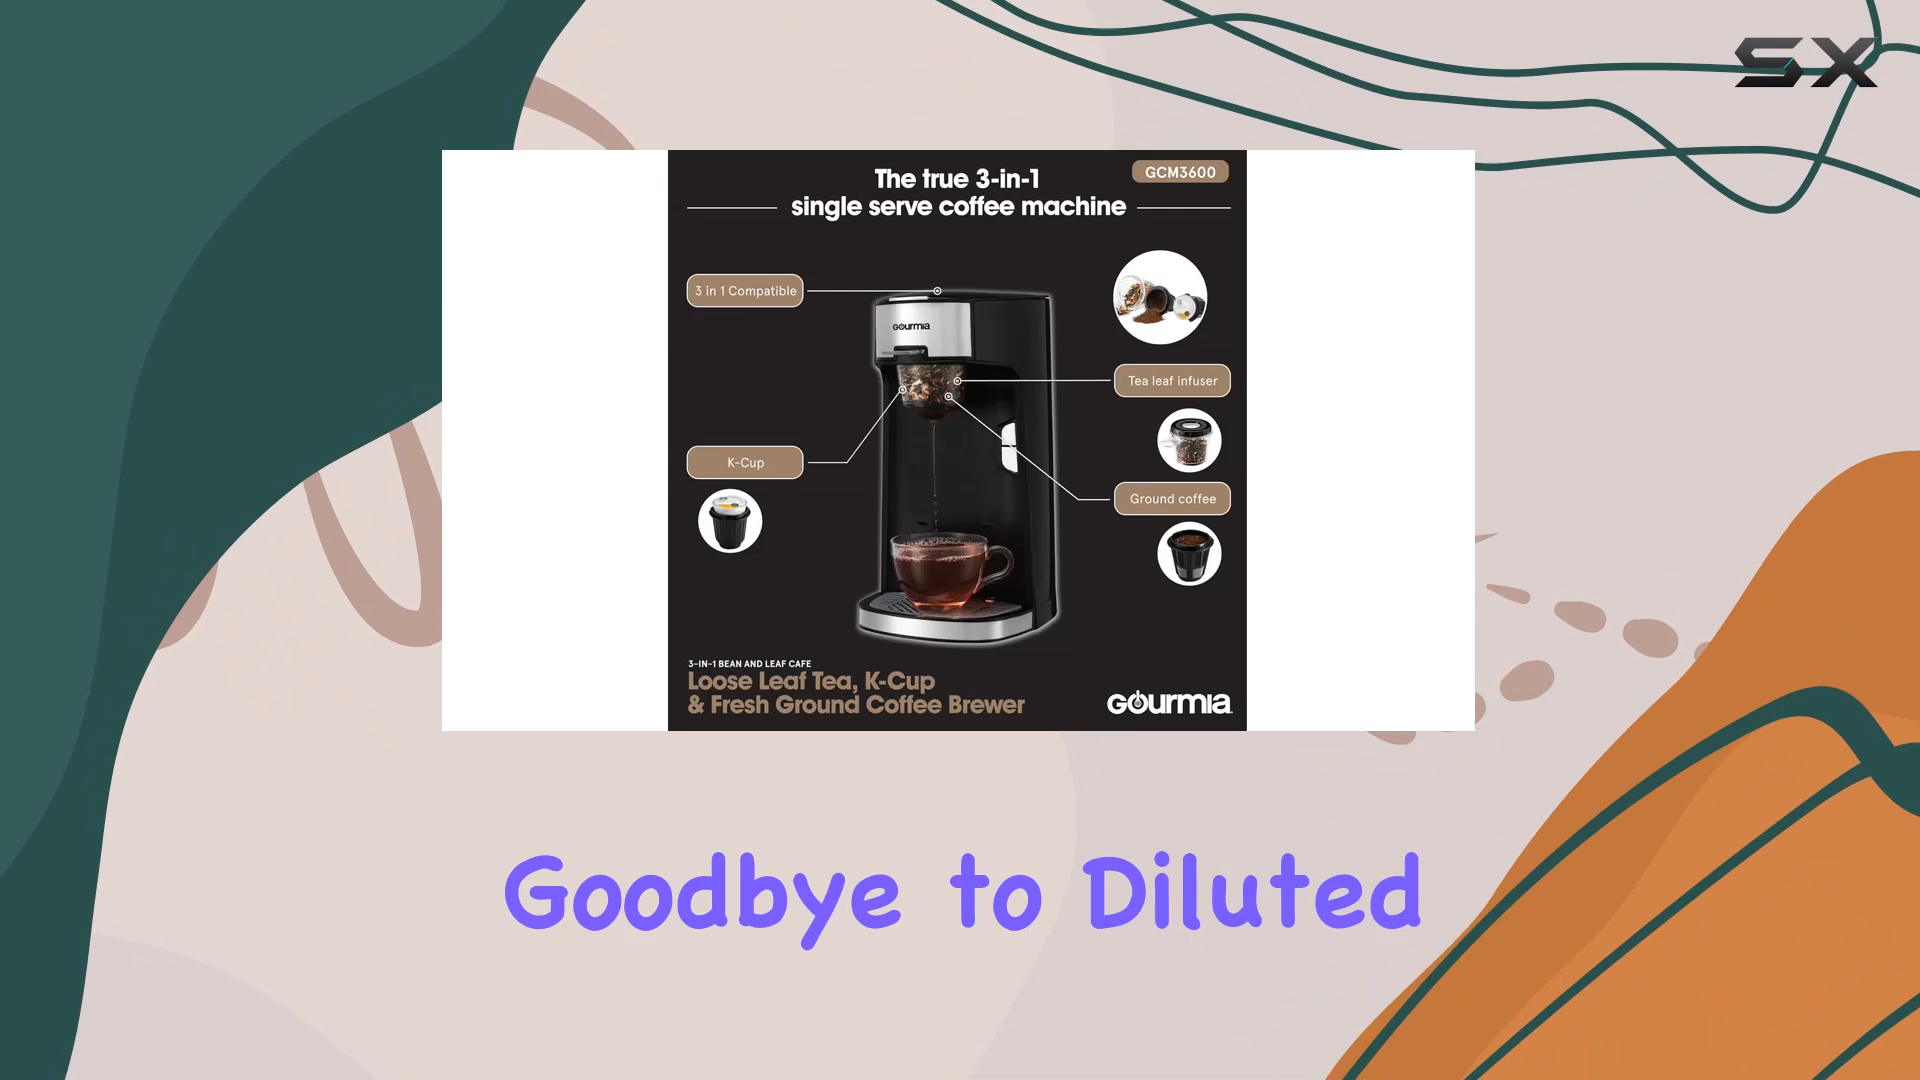 SX
The true 3-in-1
GCM3600
single serve coffee machine
3 in 1 Compatible
GOURMIA
Tea leaf infuser
K-Cup
Ground coffee
3-IN-1 BEAN AND LEAF CAFE
Loose Leaf Tea, K-Cup
& Fresh Ground Coffee Brewer
GOURMIA
Goodbye to Diluted